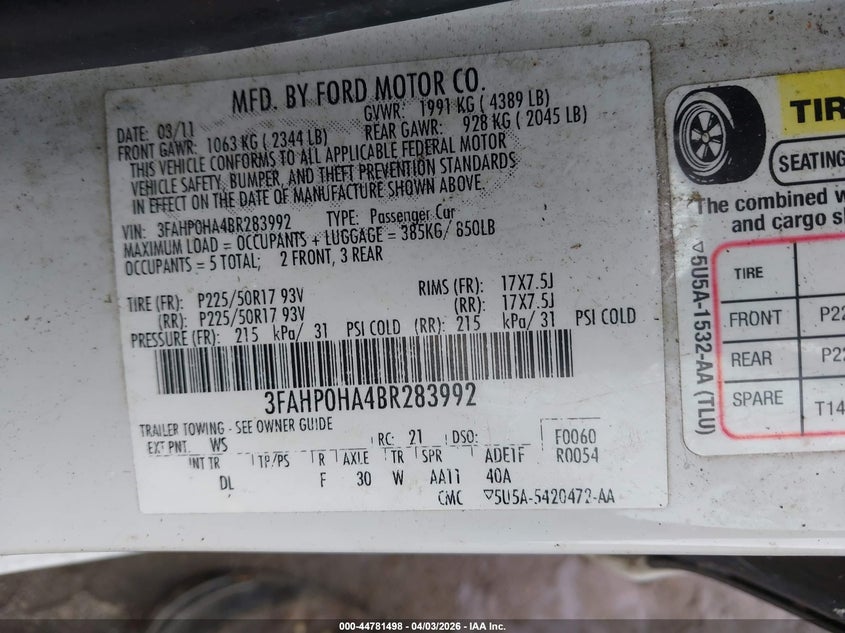 MFD. BY FORD MOTOR CO.
DATE: 03/11 GVWR: 1991 KG ( 4389 LB)
FRONT GAWR: 1063 KG ( 2344 LB) REAR GAWR: 928 KG ( 2045 LB)
THIS VEHICLE CONFORMS TO ALL APPLICABLE FEDERAL MOTOR
VEHICLE SAFETY, BUMPER, AND THEFT PREVENTION STANDARDS
IN EFFECT ON THE DATE OF MANUFACTURE SHOWN ABOVE.
VIN: 3FAHP0HA4BR283992 TYPE: Passenger Car
MAXIMUM LOAD = OCCUPANTS + LUGGAGE = 385KG/ 850LB
OCCUPANTS = 5 TOTAL; 2 FRONT, 3 REAR
TIRE (FR): P225/50R17 93V RIMS (FR): 17X7.5J
(RR): P225/50R17 93V (RR): 17X7.5J
PRESSURE (FR): 215 kPa/ 31 PSI COLD (RR): 215 kPa/ 31 PSI COLD
3FAHP0HA4BR283992
TRAILER TOWING - SEE OWNER GUIDE
EXT PNT. WS RC: 21 DSO: F0060
R0054
INT TR TP/PS R AXLE TR SPR ADE1F
DL F 30 W AA11 40A
CMC ▽5U5A-5420472-AA
TIR
SEATING
The combined w
and cargo s
TIRE
FRONT P22
REAR P22
SPARE T14
▽5U5A-1532-AA (TLU)
000-44781498 - 04/03/2026 - IAA Inc.